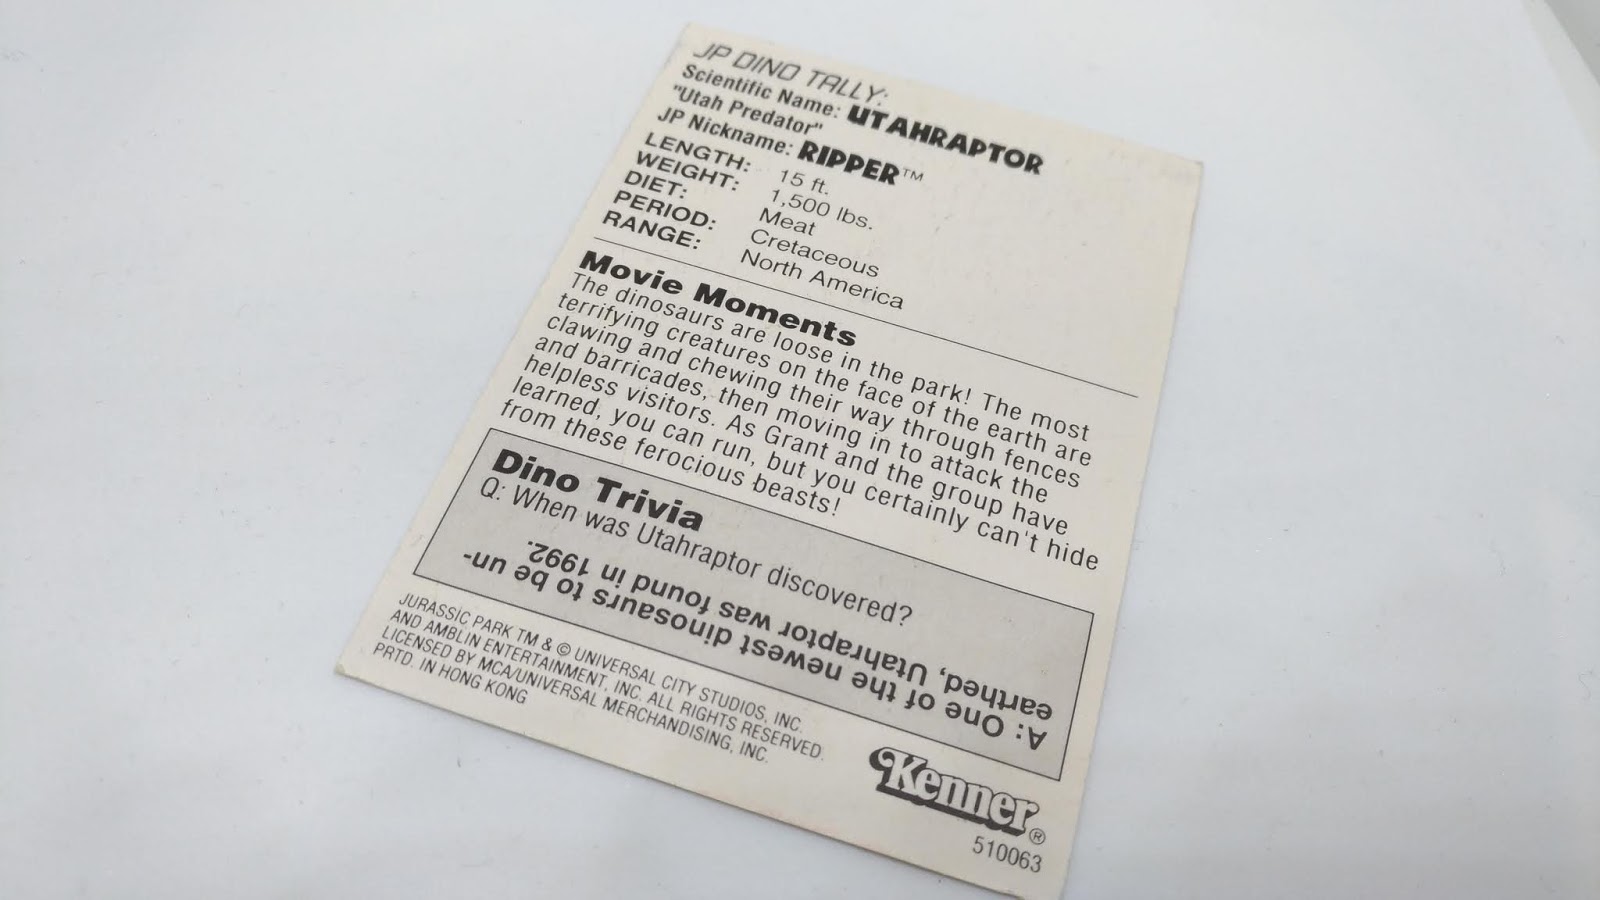 JP DINO TALLY:
Scientific Name: UTAHRAPTOR
"Utah Predator"
JP Nickname: RIPPER™
LENGTH: 15 ft.
WEIGHT: 1,500 lbs.
DIET: Meat
PERIOD: Cretaceous
RANGE: North America
Movie Moments
The dinosaurs are loose in the park! The most
terrifying creatures on the face of the earth are
clawing and chewing their way through fences
and barricades, then moving in to attack the
helpless visitors. As Grant and the group have
learned, you can run, but you certainly can't hide
from these ferocious beasts!
Dino Trivia
Q: When was Utahraptor discovered?
A: One of the newest dinosaurs to be un-
earthed, Utahraptor was found in 1992.
JURASSIC PARK TM & © UNIVERSAL CITY STUDIOS, INC.
AND AMBLIN ENTERTAINMENT, INC. ALL RIGHTS RESERVED.
LICENSED BY MCA/UNIVERSAL MERCHANDISING, INC.
PRTD. IN HONG KONG
Kenner®
510063